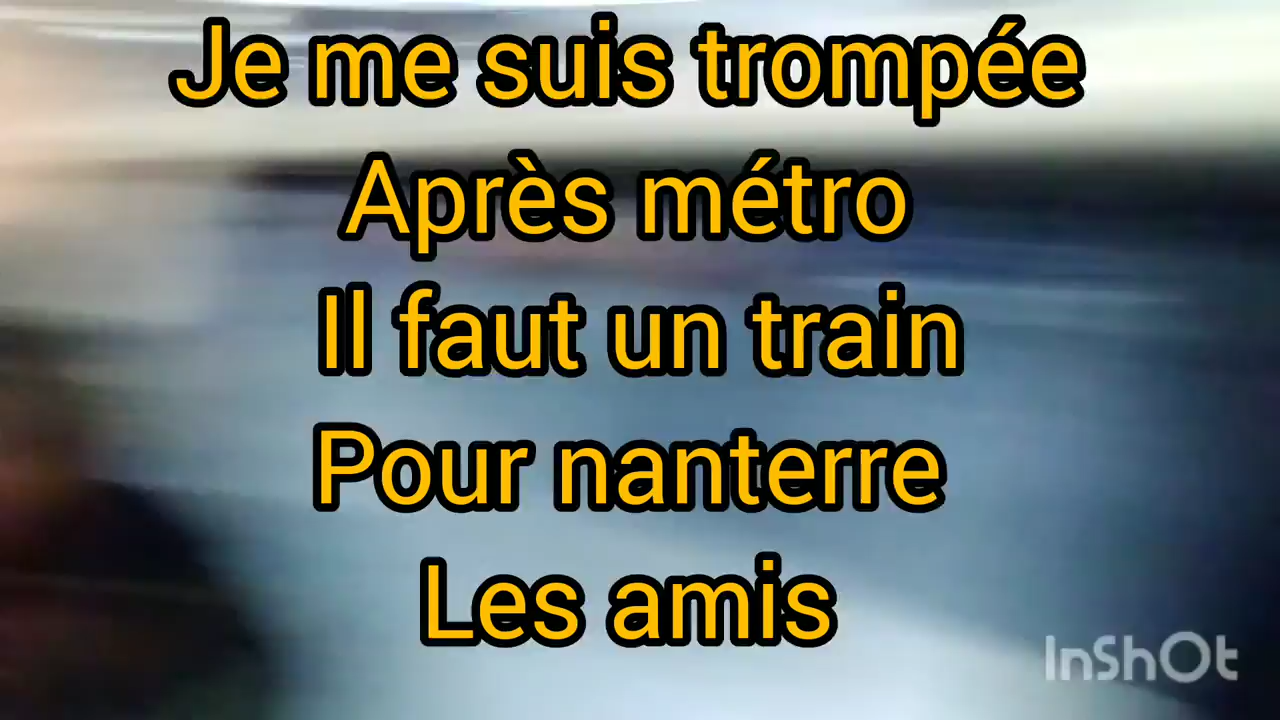 Je me suis trompée
Après métro
Il faut un train
Pour nanterre
Les amis
InShOt